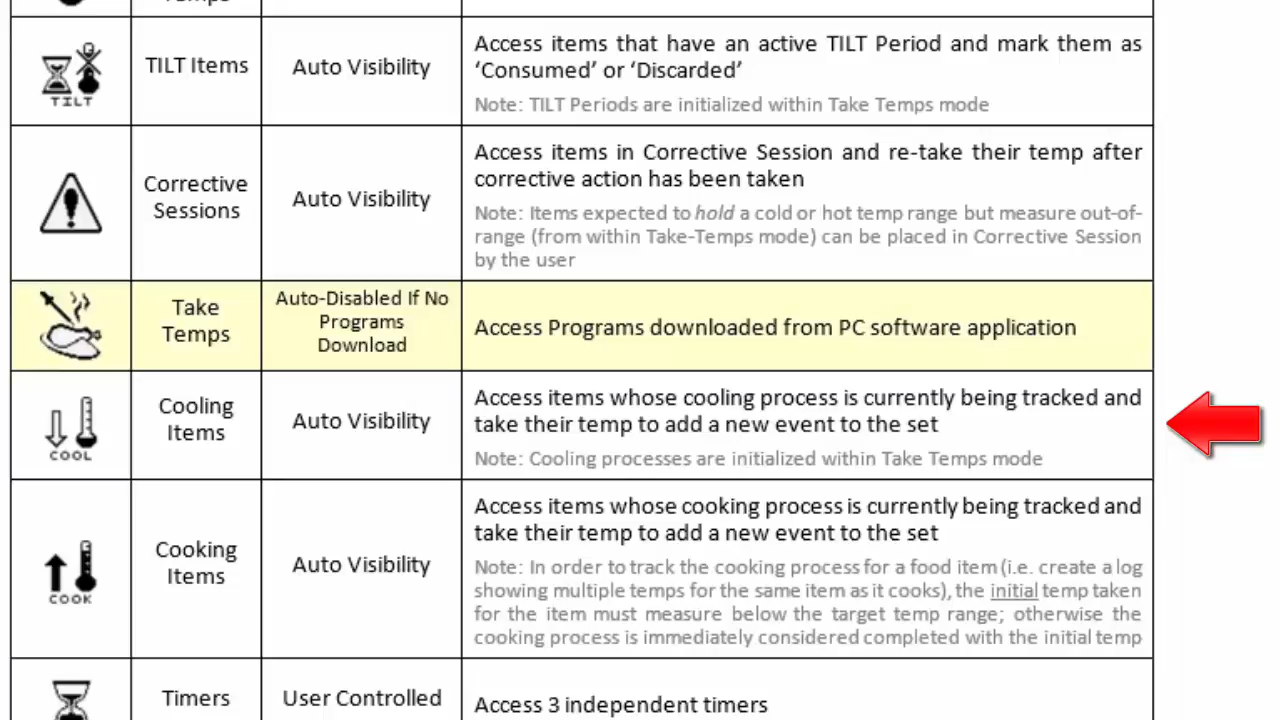 Temps
TILT
TILT Items
Auto Visibility
Access items that have an active TILT Period and mark them as
‘Consumed’ or ‘Discarded’
Note: TILT Periods are initialized within Take Temps mode
Corrective
Sessions
Auto Visibility
Access items in Corrective Session and re-take their temp after
corrective action has been taken
Note: Items expected to hold a cold or hot temp range but measure out-of-
range (from within Take-Temps mode) can be placed in Corrective Session
by the user
Take
Temps
Auto-Disabled If No
Programs
Download
Access Programs downloaded from PC software application
COOL
Cooling
Items
Auto Visibility
Access items whose cooling process is currently being tracked and
take their temp to add a new event to the set
Note: Cooling processes are initialized within Take Temps mode
COOK
Cooking
Items
Auto Visibility
Access items whose cooking process is currently being tracked and
take their temp to add a new event to the set
Note: In order to track the cooking process for a food item (i.e. create a log
showing multiple temps for the same item as it cooks), the initial temp taken
for the item must measure below the target temp range; otherwise the
cooking process is immediately considered completed with the initial temp
Timers
User Controlled
Access 3 independent timers